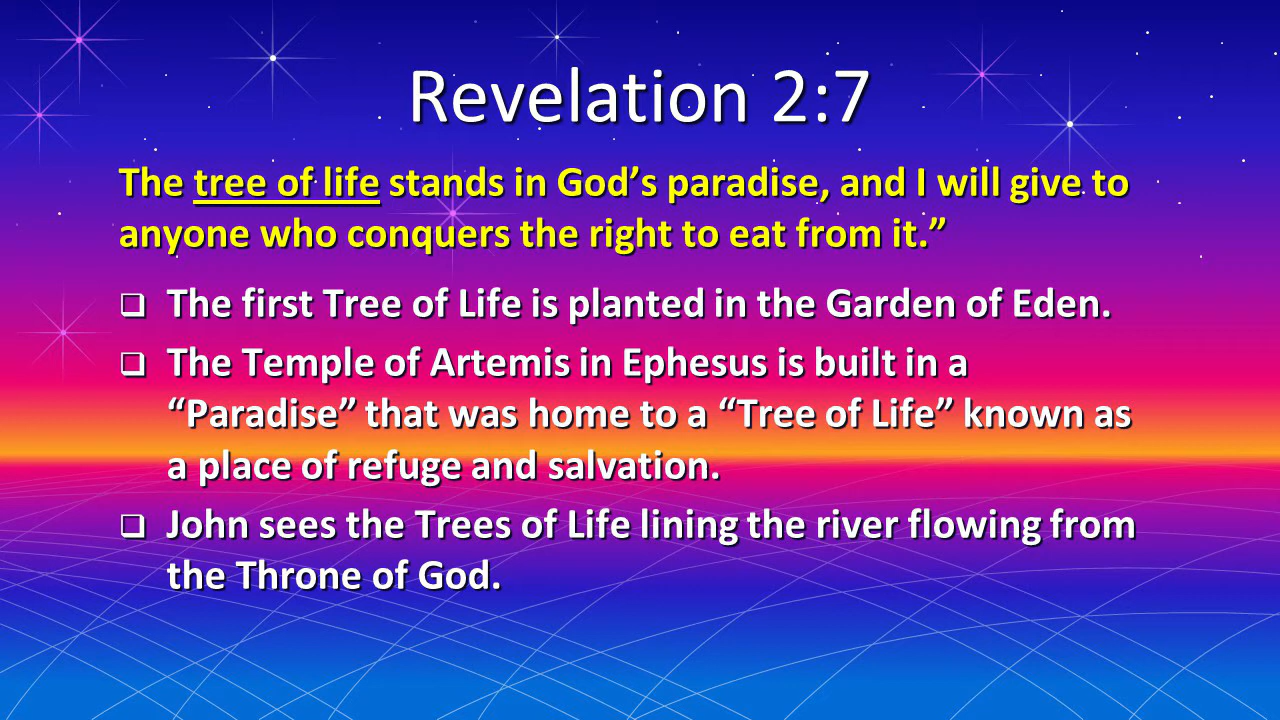 Revelation 2:7
The tree of life stands in God’s paradise, and I will give to
anyone who conquers the right to eat from it.”
❑ The first Tree of Life is planted in the Garden of Eden.
❑ The Temple of Artemis in Ephesus is built in a
“Paradise” that was home to a “Tree of Life” known as
a place of refuge and salvation.
❑ John sees the Trees of Life lining the river flowing from
the Throne of God.